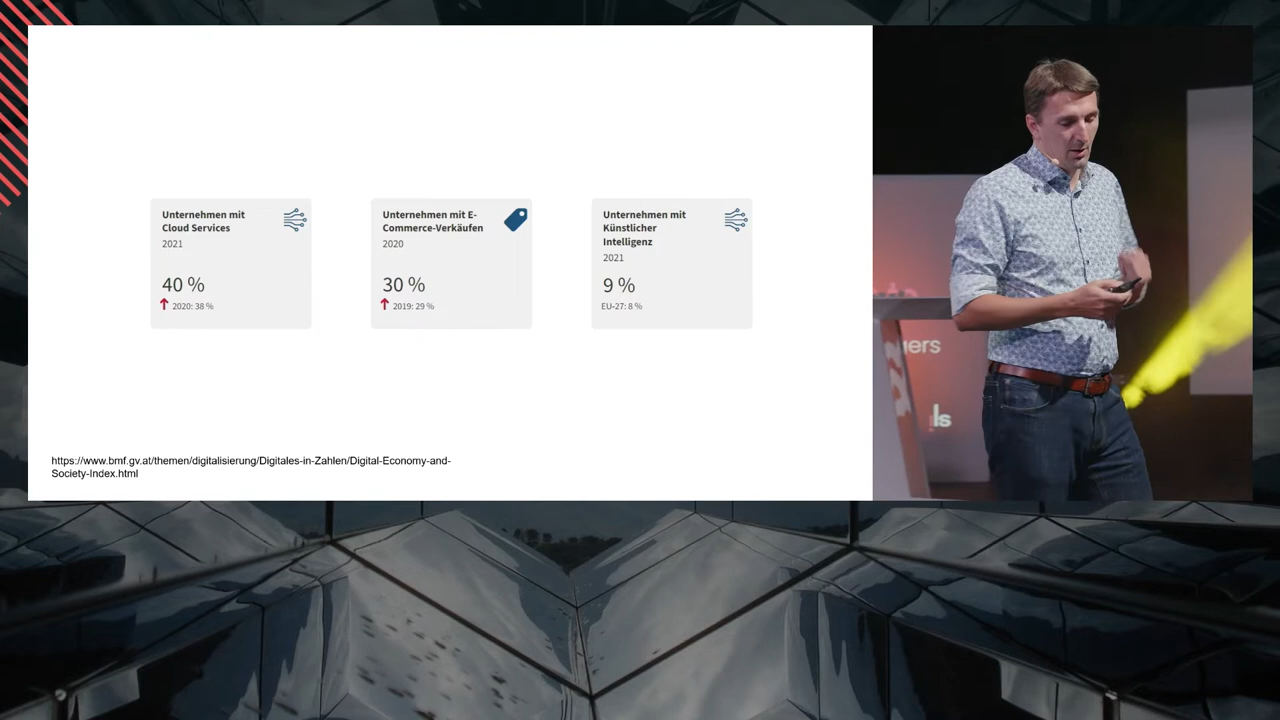 Unternehmen mit
Cloud Services
2021
40 %
2020: 38 %
Unternehmen mit E-
Commerce-Verkäufen
2020
30 %
2019: 29 %
Unternehmen mit
Künstlicher
Intelligenz
2021
9 %
EU-27: 8 %
https://www.bmf.gv.at/themen/digitalisierung/Digitales-in-Zahlen/Digital-Economy-and-
Society-Index.html